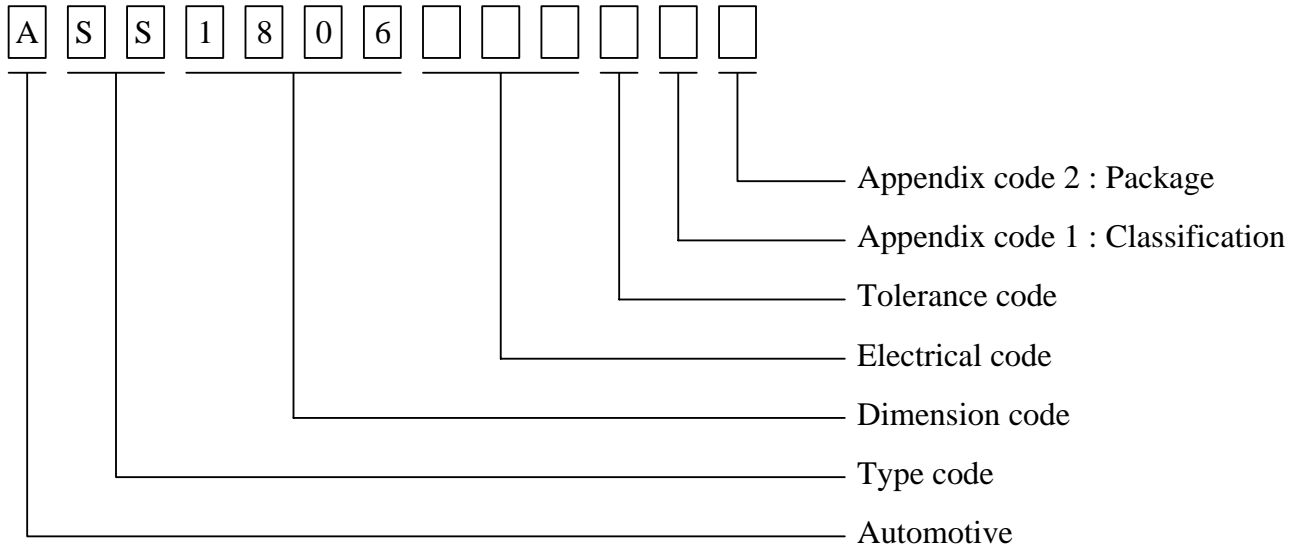 A S S 1 8 0 6
Appendix code 2 : Package
Appendix code 1 : Classification
Tolerance code
Electrical code
Dimension code
Type code
Automotive